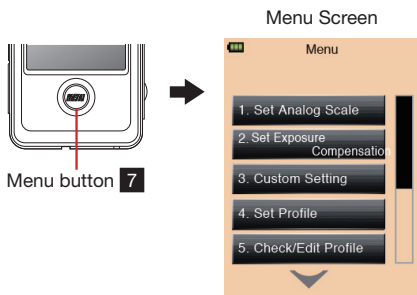 Menu Screen
Menu
MENU
1. Set Analog Scale
2. Set Exposure
Compensation
3. Custom Setting
4. Set Profile
5. Check/Edit Profile
Menu button 7